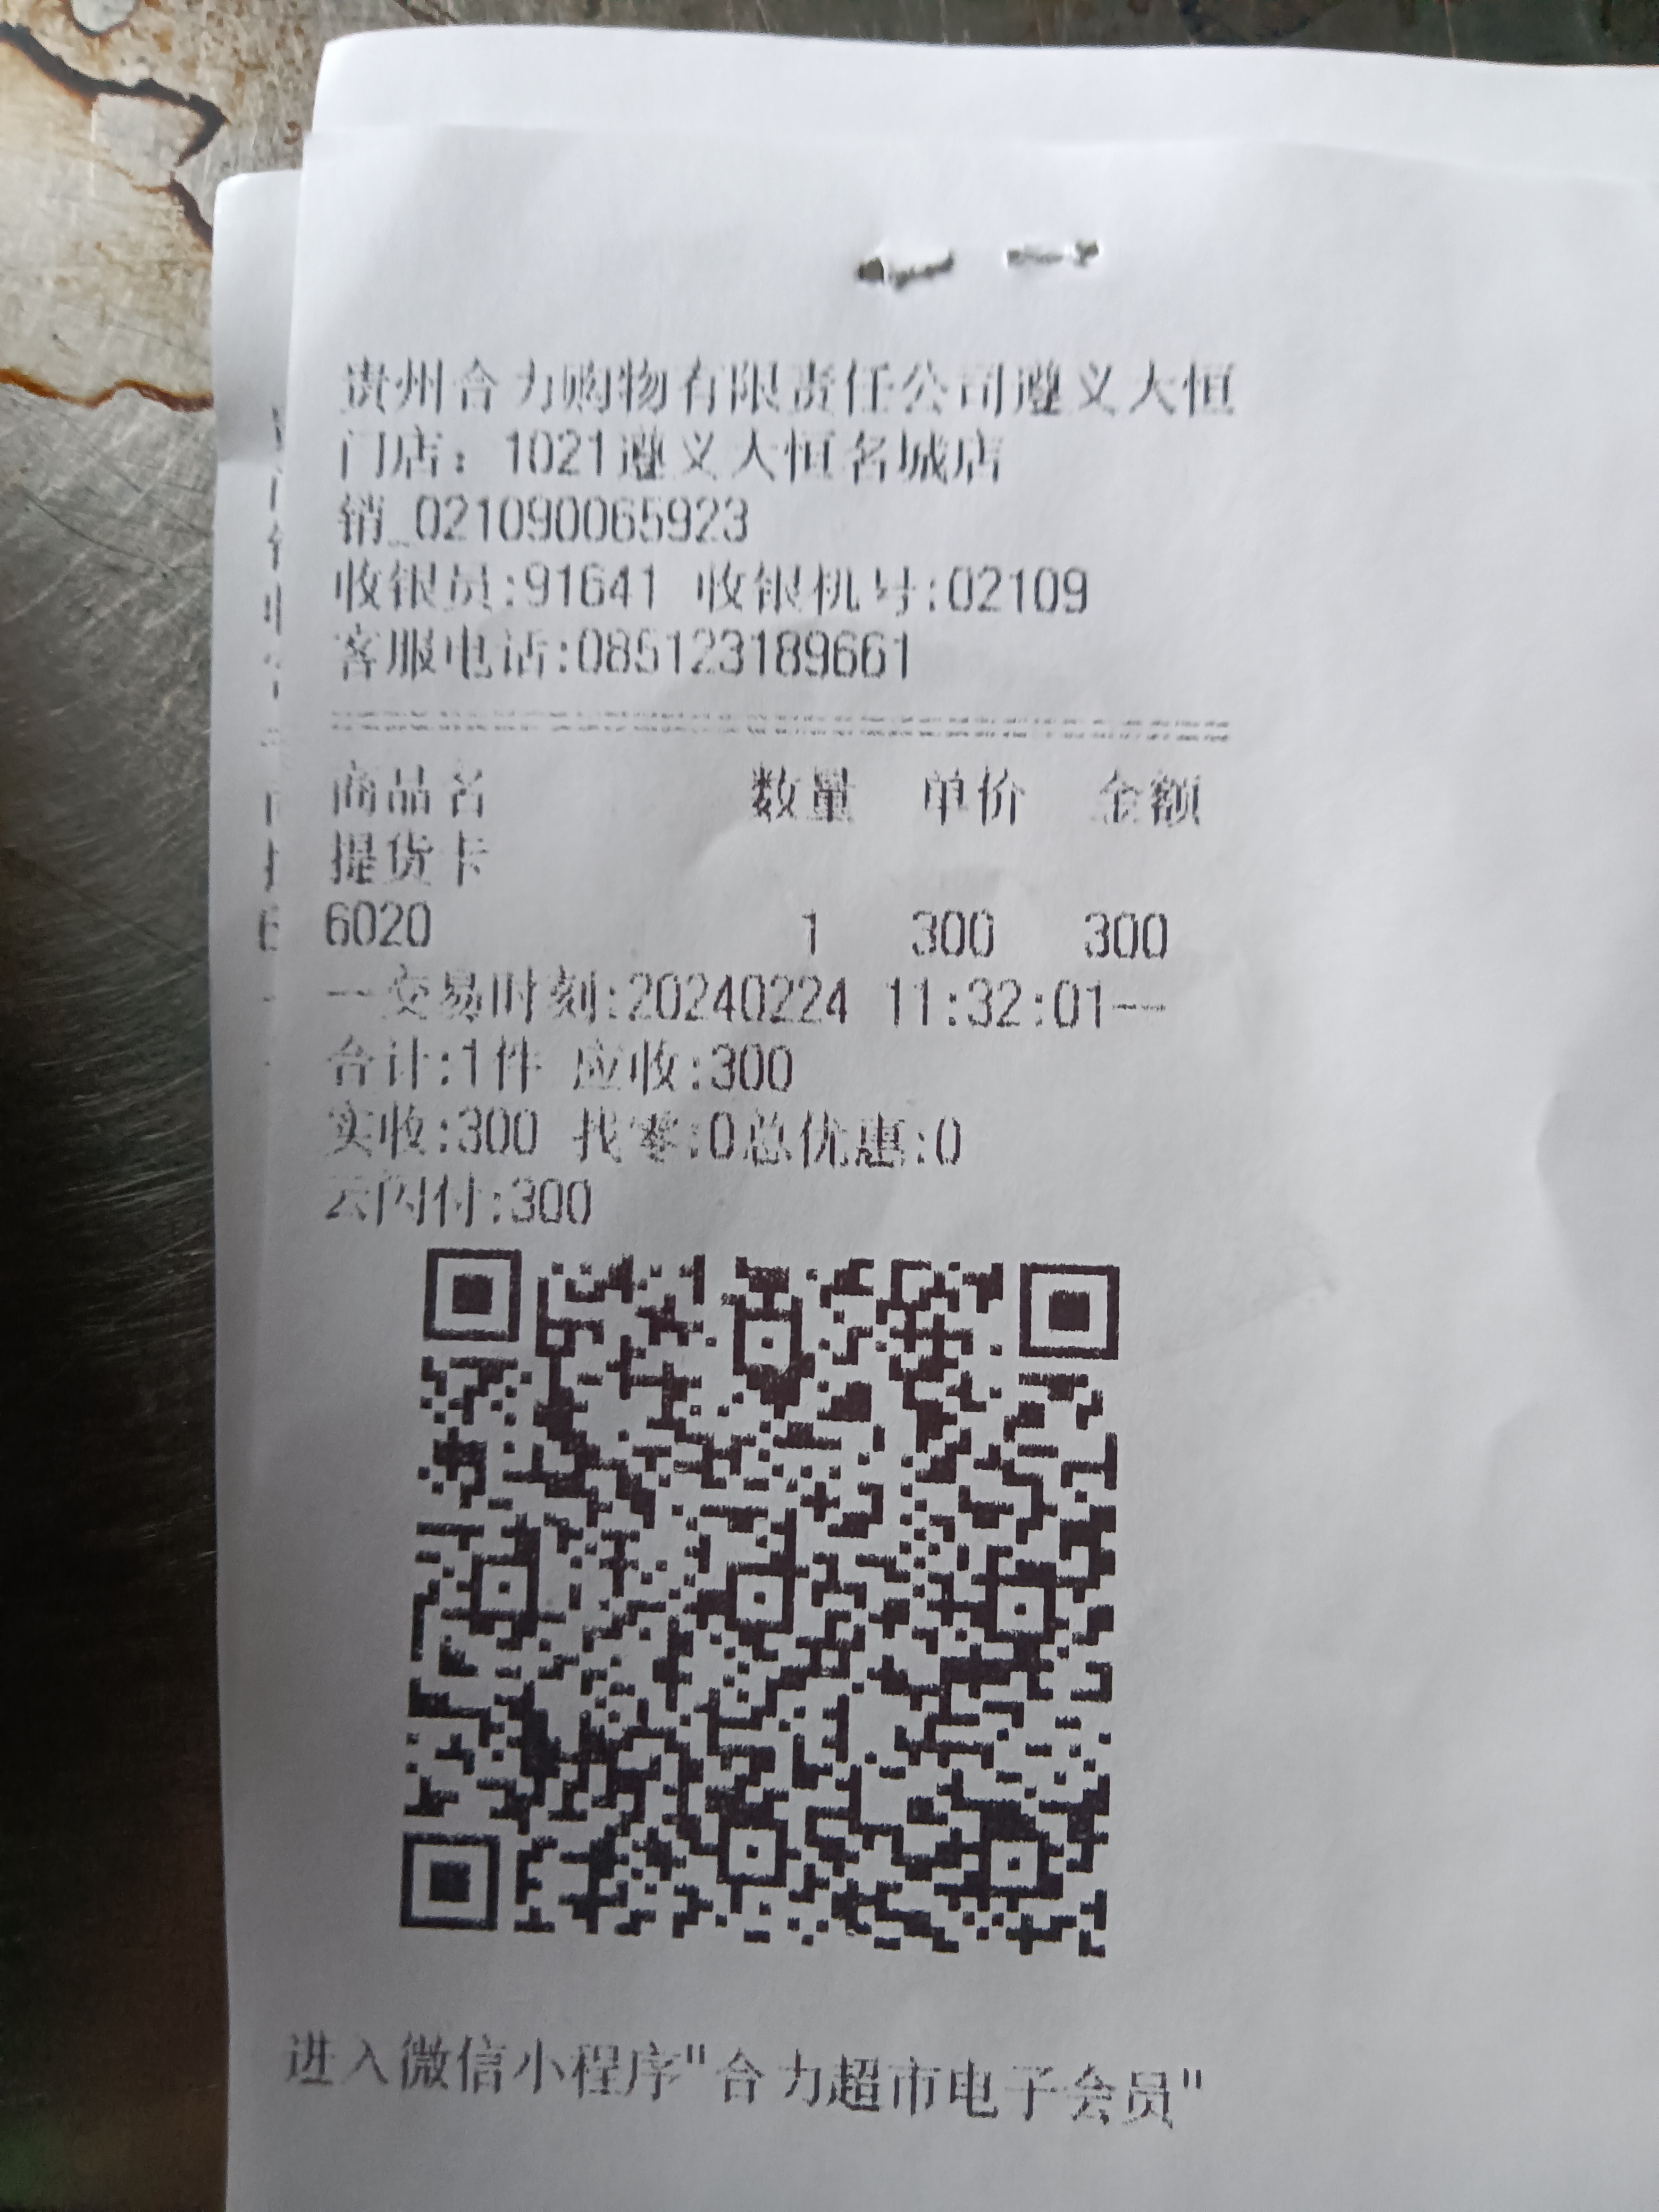 贵州合力购物有限责任公司遵义大恒
门店：1021遵义大恒名城店
销_021090065923
收银员:91641 收银机号:02109
客服电话:085123189661
商品名 数量 单价 金额
提货卡
6020 1 300 300
--交易时刻:20240224 11:32:01--
合计:1件 应收:300
实收:300 找零:0总优惠:0
云闪付:300
进入微信小程序"合力超市电子会员"